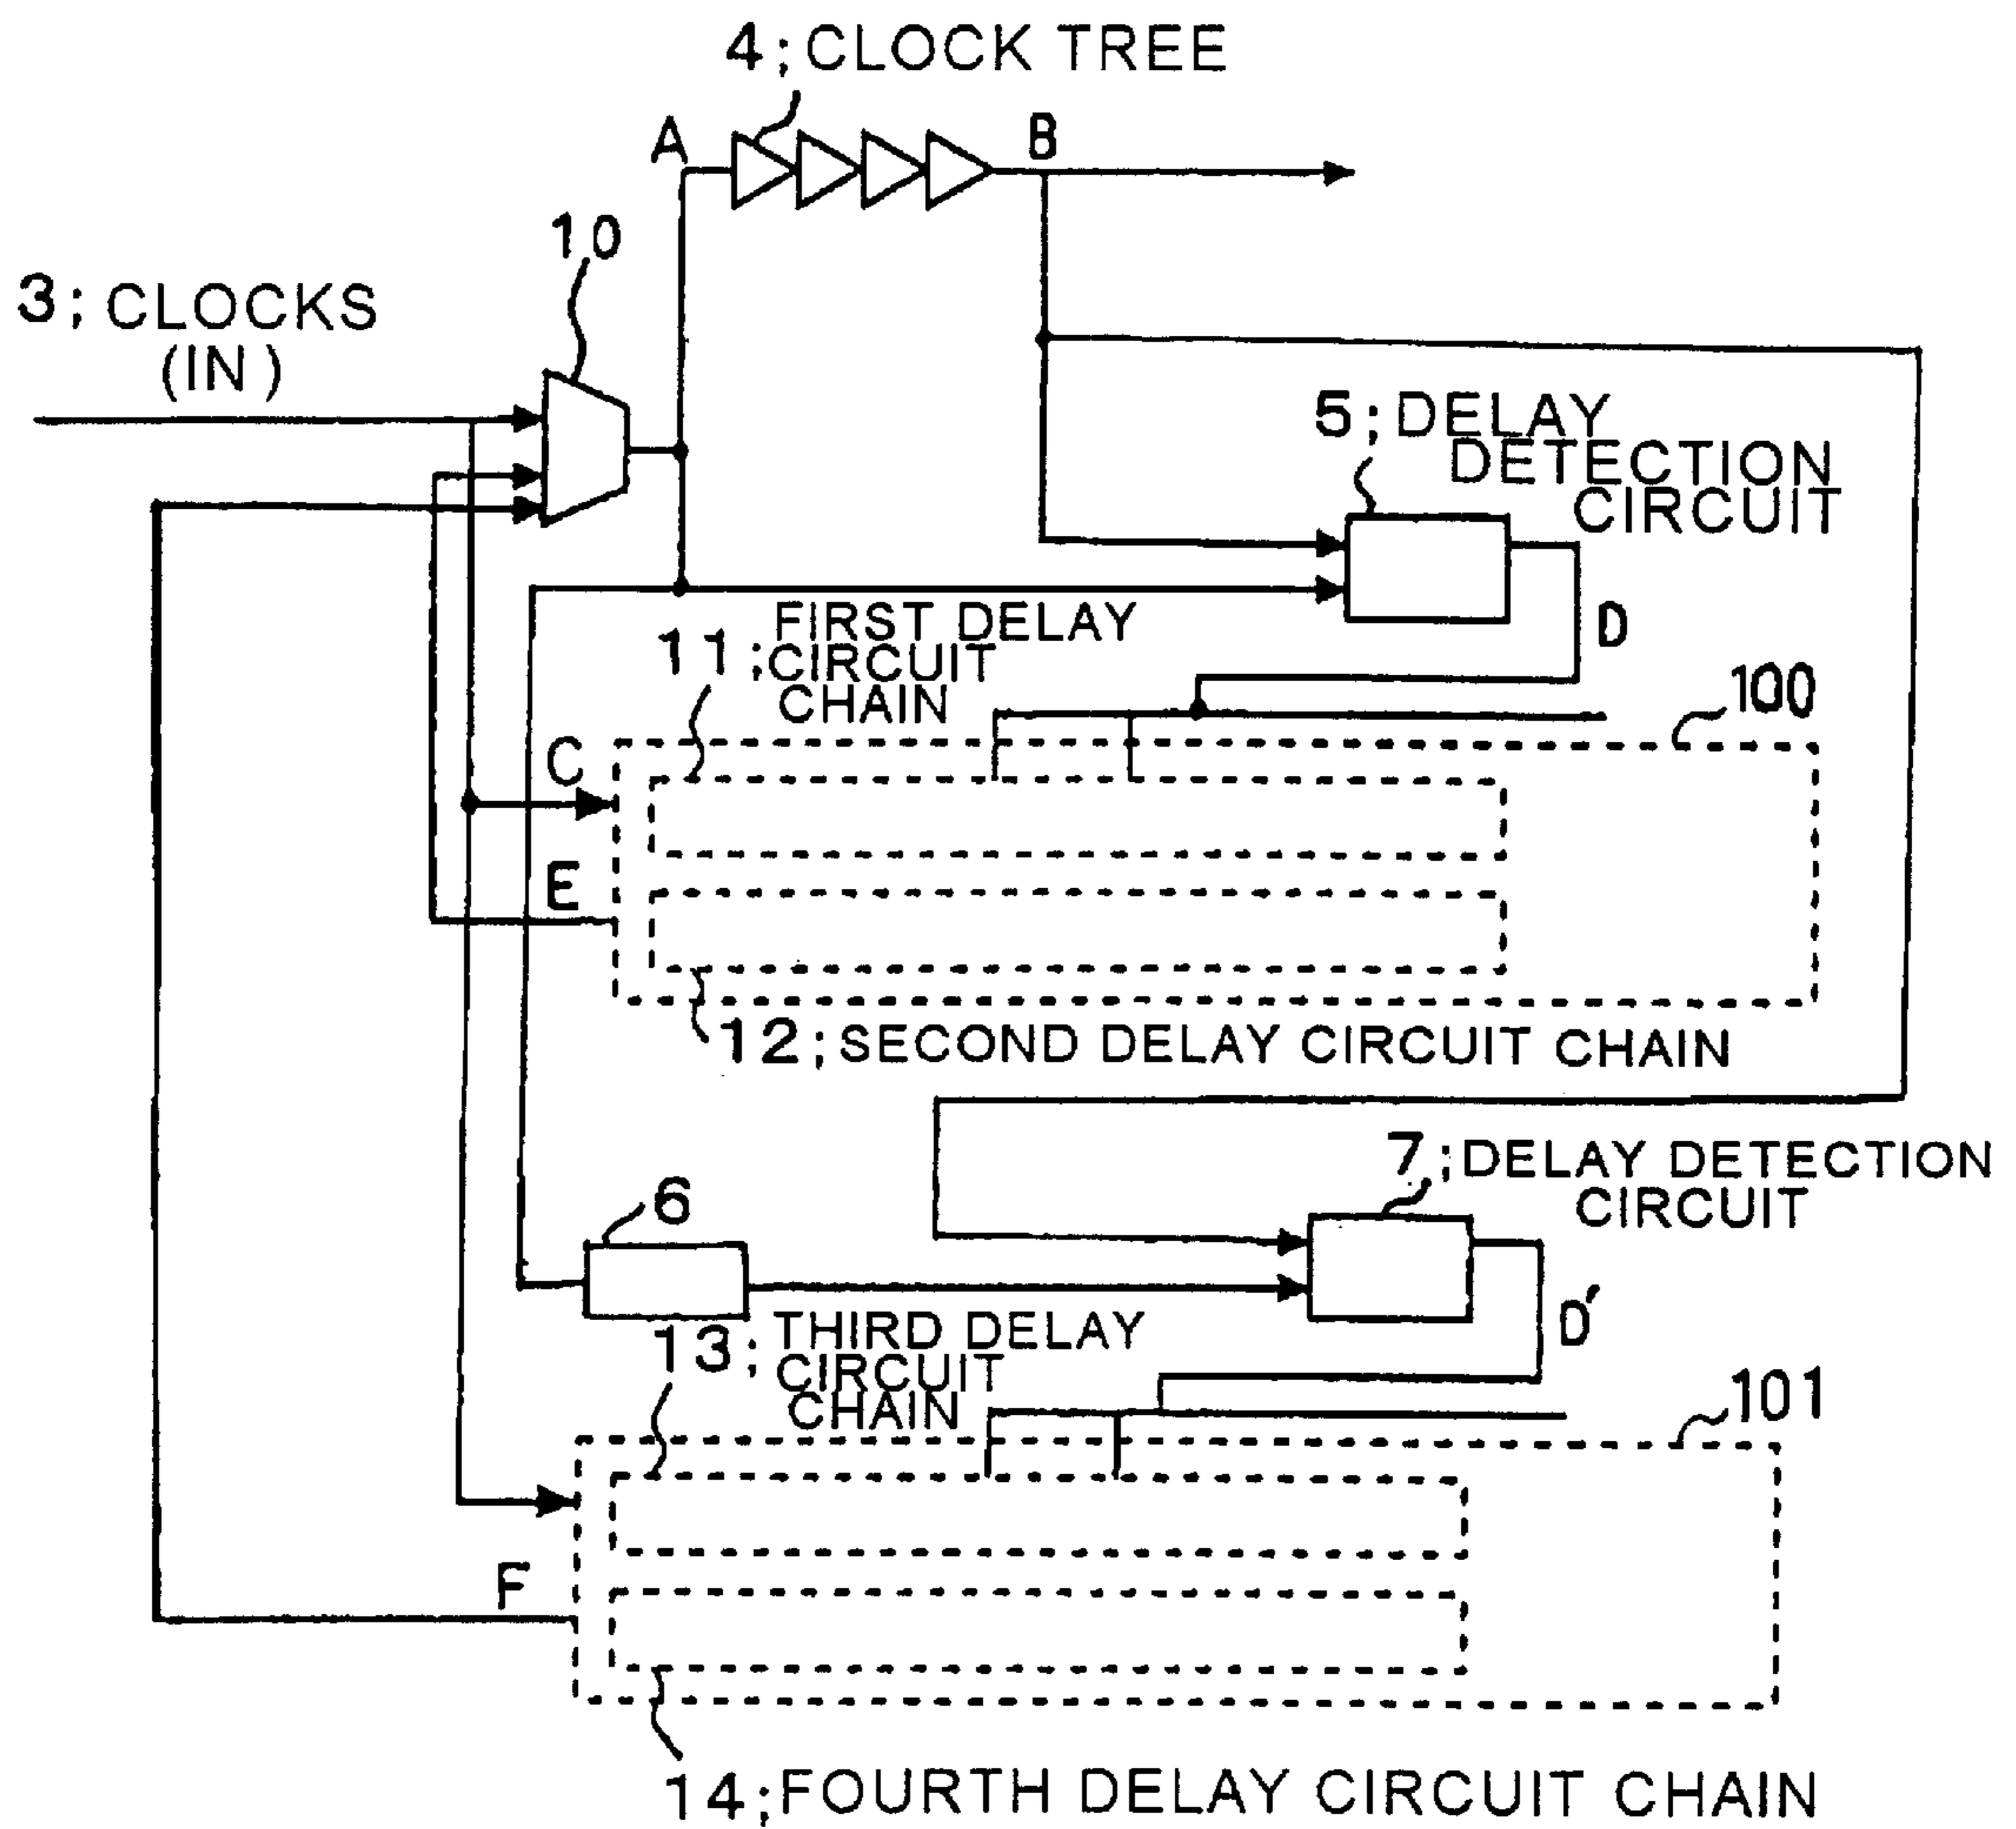 4; CLOCK TREE
A
B
10
3; CLOCKS
(IN)
5; DELAY
DETECTION
CIRCUIT
D
11; FIRST DELAY
CIRCUIT
CHAIN
100
C
E
12; SECOND DELAY CIRCUIT CHAIN
7; DELAY DETECTION
CIRCUIT
6
D'
13; THIRD DELAY
CIRCUIT
CHAIN
101
F
14; FOURTH DELAY CIRCUIT CHAIN